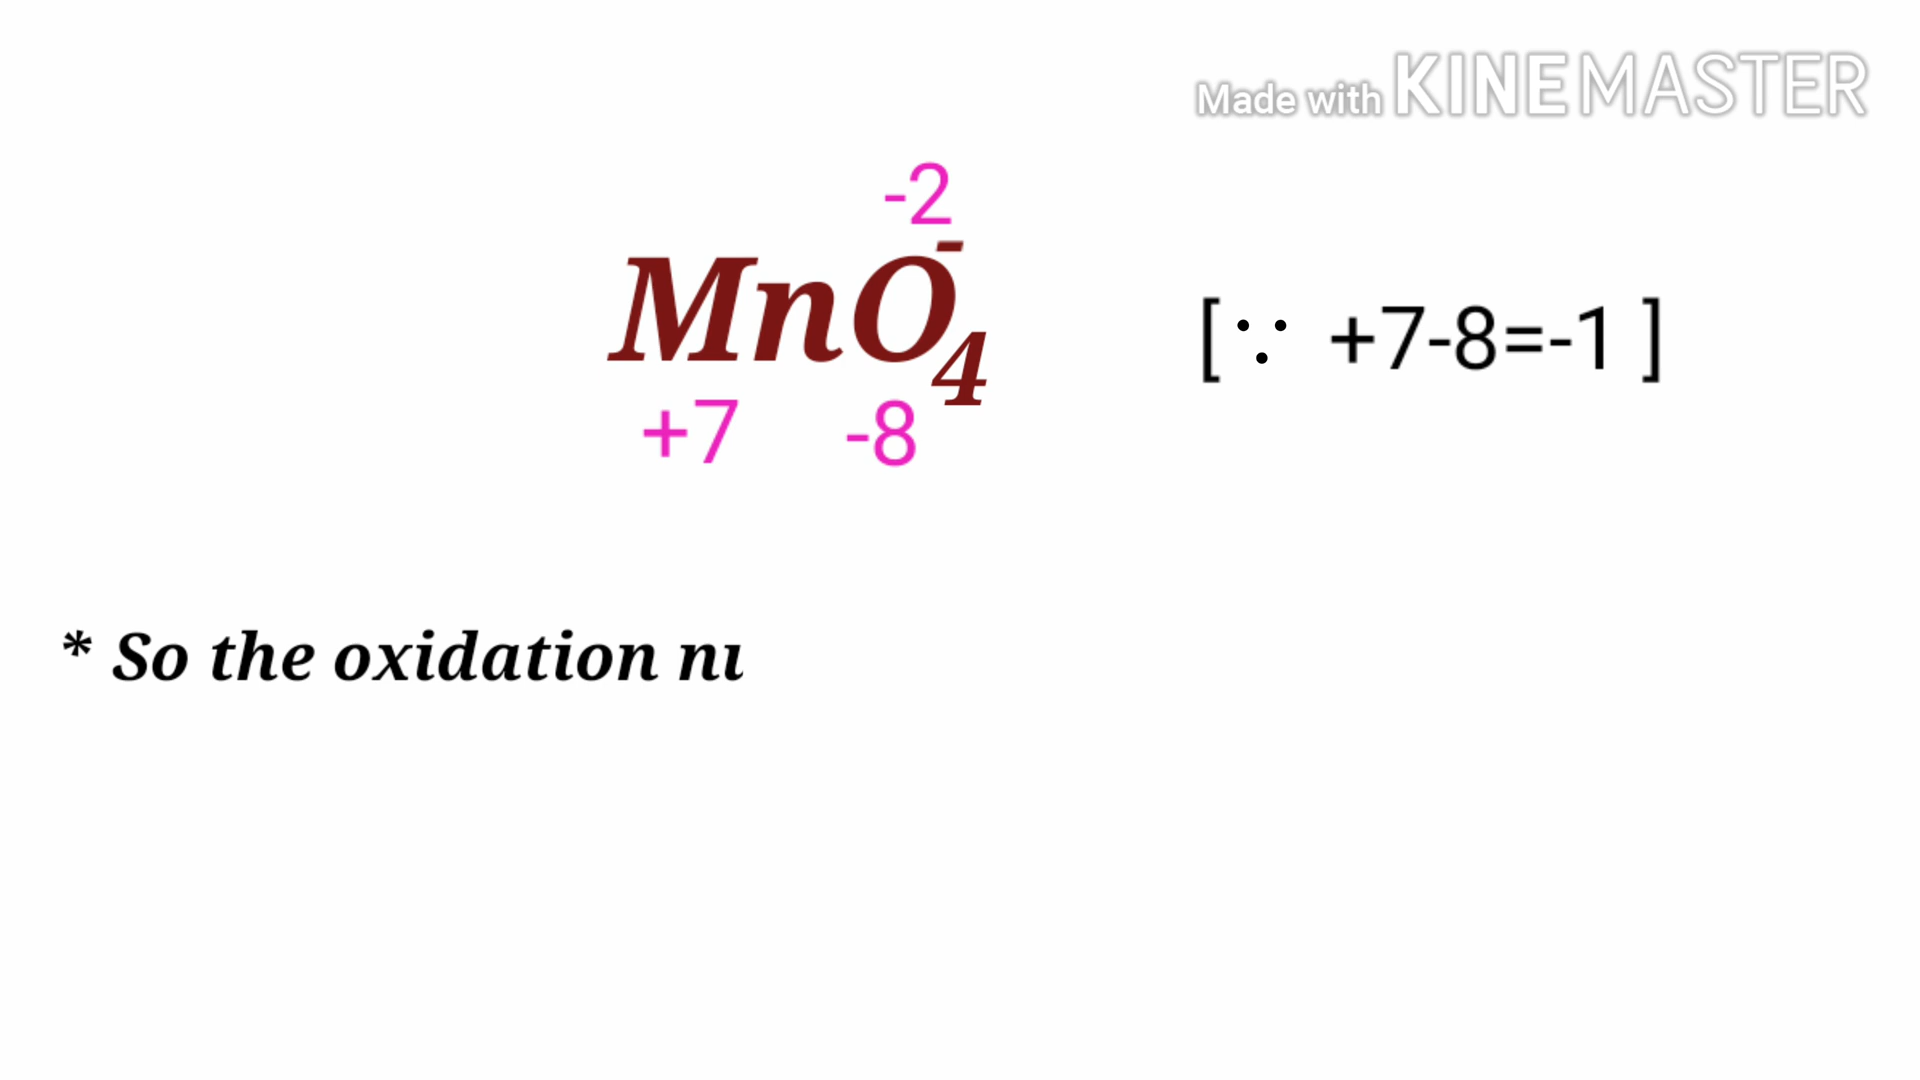 Made with KINEMASTER
-2
MnO₄⁻
[ ∵ +7-8=-1 ]
+7 -8
* So the oxidation